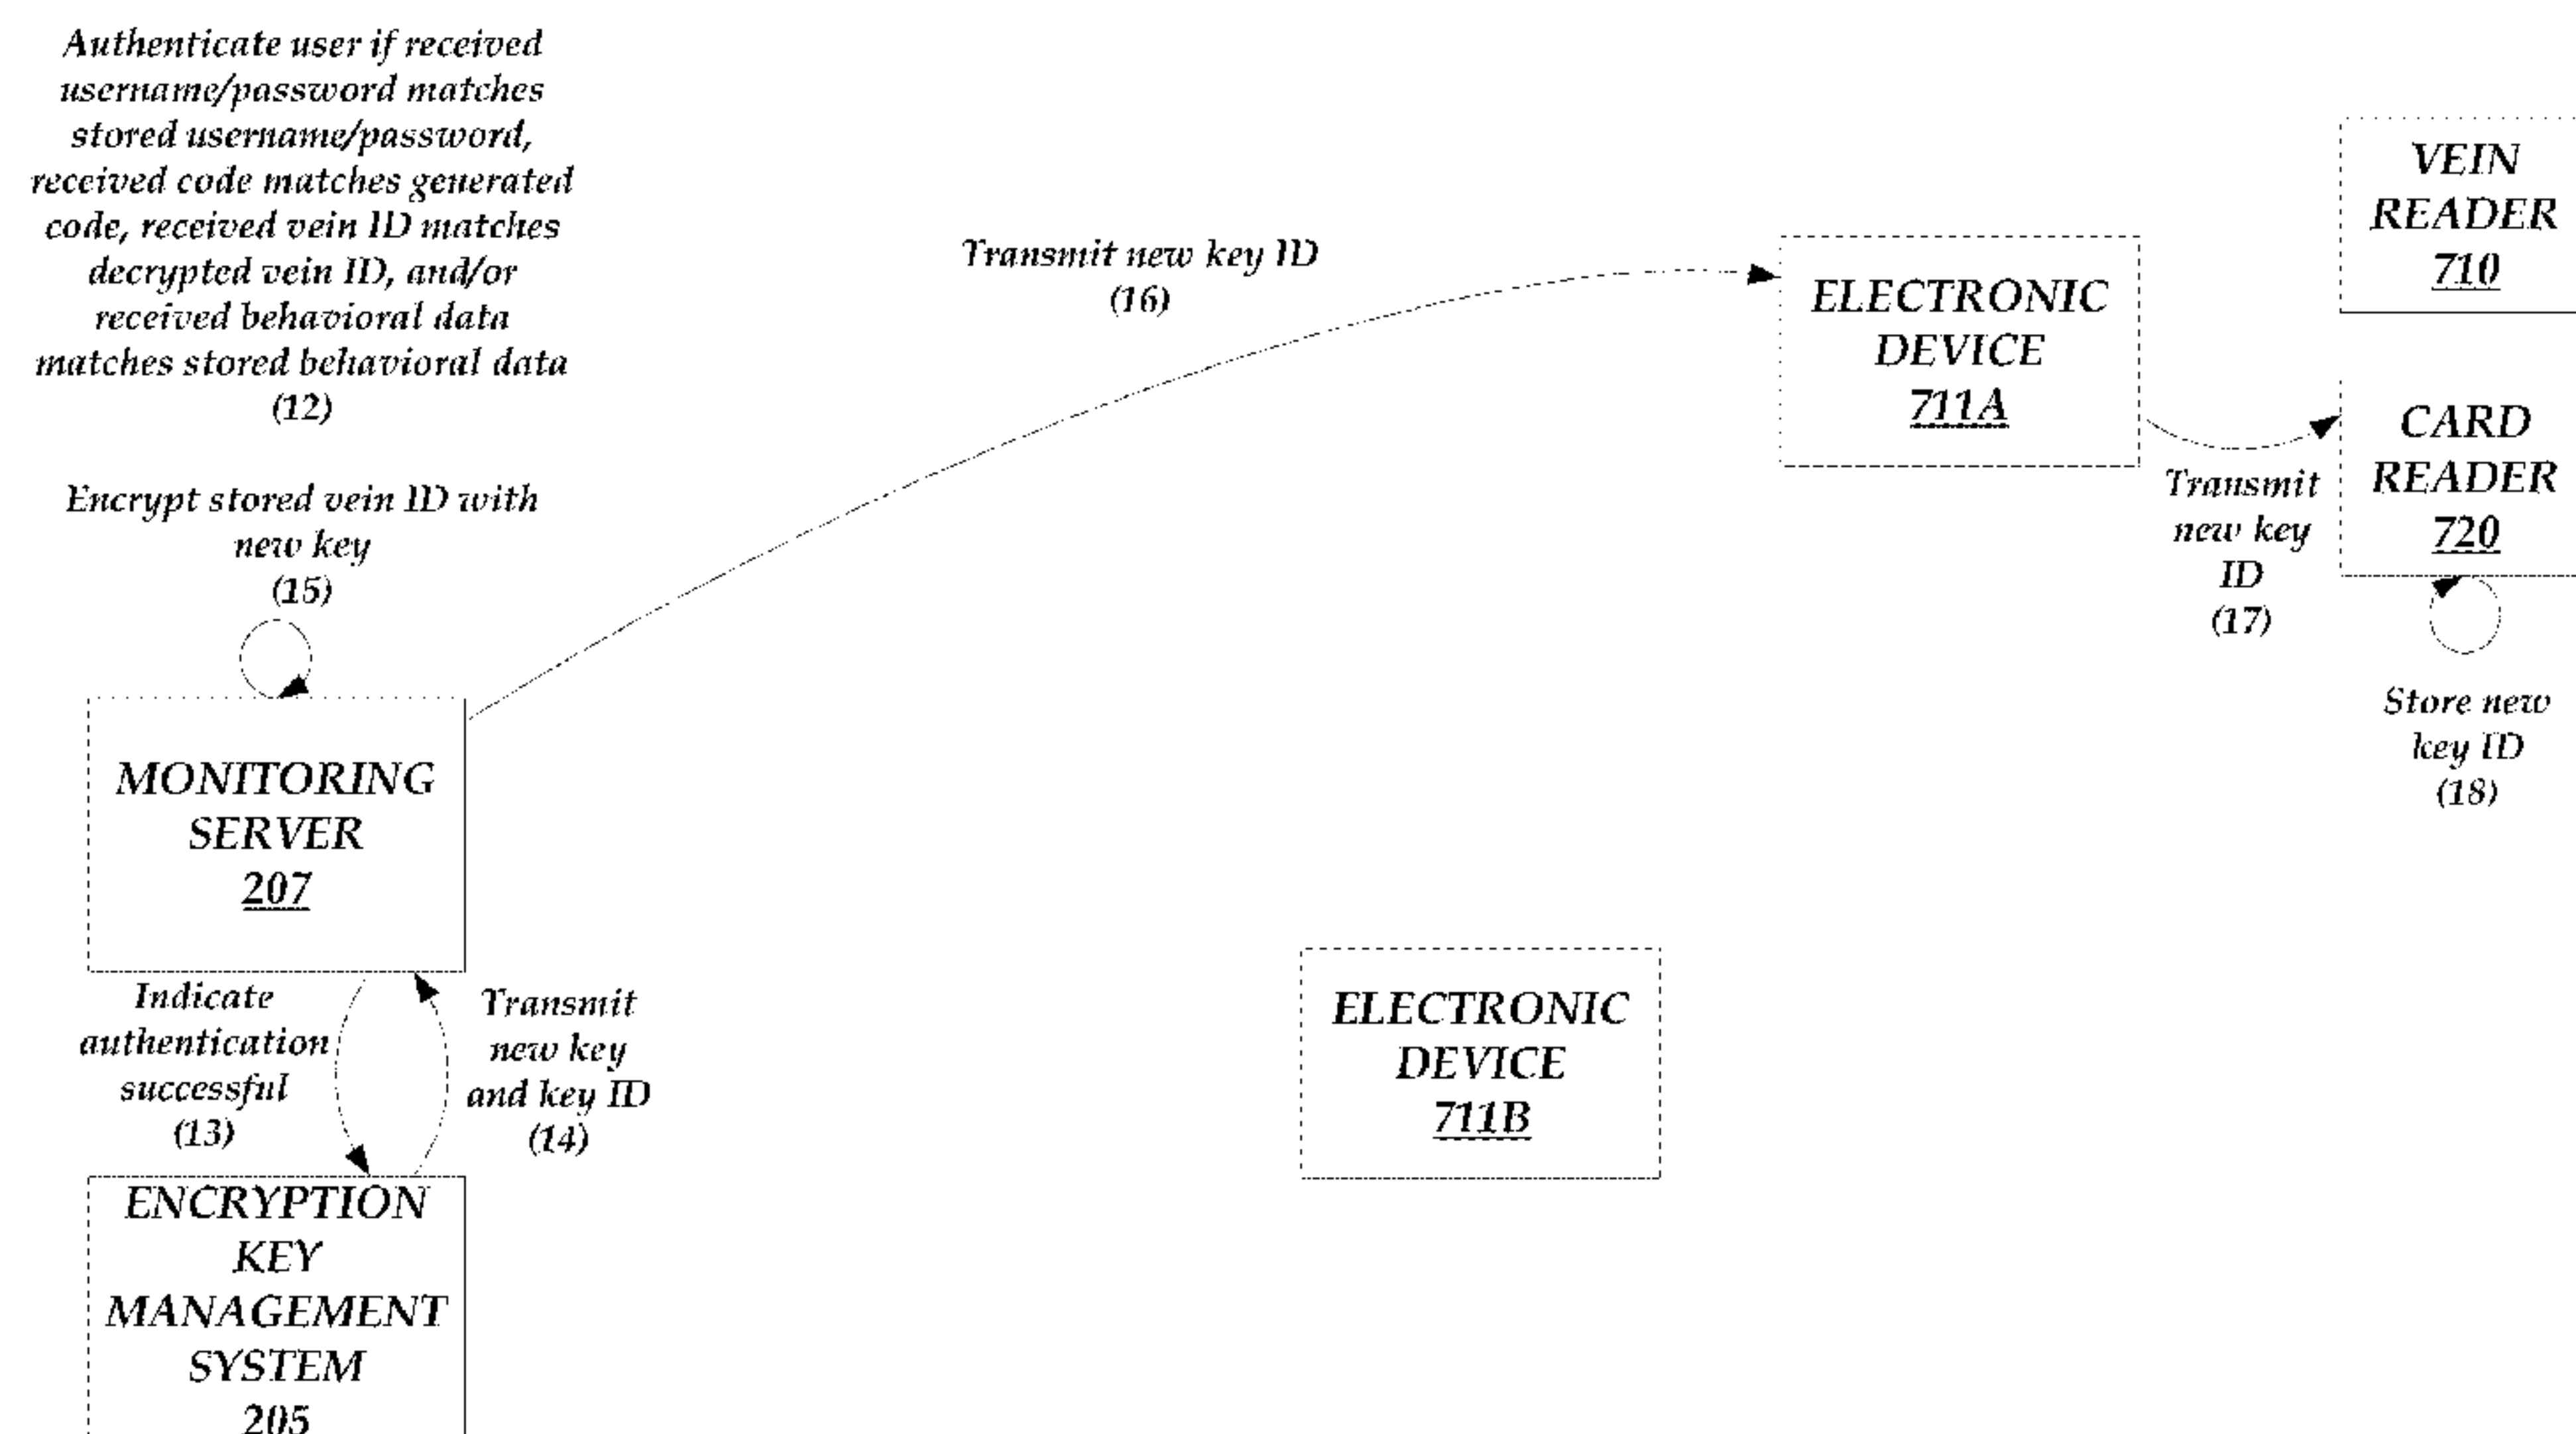 Authenticate user if received
username/password matches
stored username/password,
received code matches generated
code, received vein ID matches
decrypted vein ID, and/or
received behavioral data
matches stored behavioral data
(12)
Encrypt stored vein ID with
new key
(15)
MONITORING
SERVER
207
Indicate
authentication
successful
(13)
Transmit
new key
and key ID
(14)
ENCRYPTION
KEY
MANAGEMENT
SYSTEM
205
Transmit new key ID
(16)
ELECTRONIC
DEVICE
711A
ELECTRONIC
DEVICE
711B
Transmit
new key
ID
(17)
VEIN
READER
710
CARD
READER
720
Store new
key ID
(18)